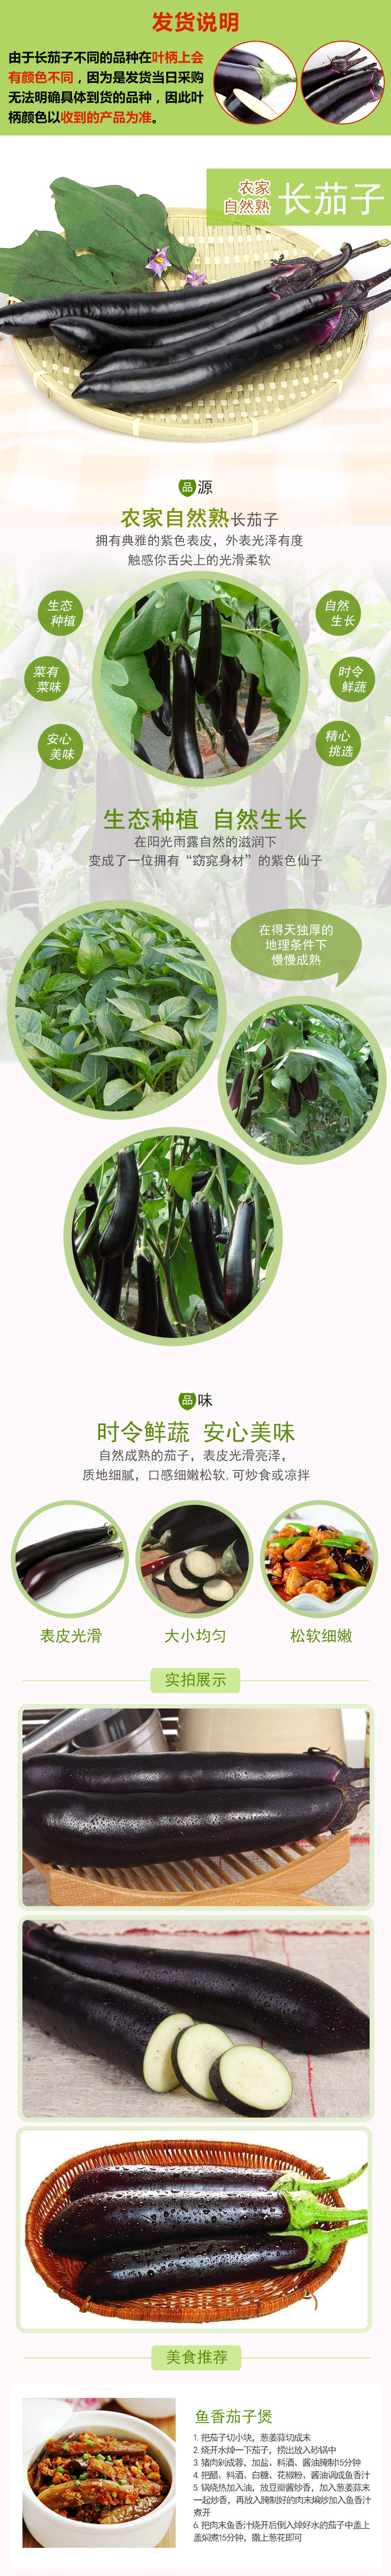 发货说明
由于长茄子不同的品种在叶柄上会
有颜色不同，因为是发货当日采购
无法明确具体到货的品种，因此叶
柄颜色以收到的产品为准。
农家
自然熟
长茄子
品源
农家自然熟长茄子
拥有典雅的紫色表皮，外表光泽有度
触感你舌尖上的光滑柔软
生态
种植
自然
生长
菜有
菜味
时令
鲜蔬
安心
美味
精心
挑选
生态种植 自然生长
在阳光雨露自然的滋润下
变成了一位拥有“窈窕身材”的紫色仙子
在得天独厚的
地理条件下
慢慢成熟
品味
时令鲜蔬 安心美味
自然成熟的茄子，表皮光滑亮泽，
质地细腻，口感细嫩松软,可炒食或凉拌
表皮光滑
大小均匀
松软细嫩
实拍展示
美食推荐
鱼香茄子煲
1. 把茄子切小块，葱姜蒜切成末
2. 烧开水焯一下茄子，捞出放入砂锅中
3. 猪肉剁成蓉，加盐、料酒、酱油腌制15分钟
4. 把醋、料酒、白糖、花椒粉、酱油调成鱼香汁
5. 锅烧热加入油，放豆瓣酱炒香，加入葱姜蒜末
一起炒香，再放入腌制好的肉末煸炒加入鱼香汁
煮开
6. 把肉末鱼香汁烧开后倒入焯好水的茄子中盖上
盖焖煮15分钟，撒上葱花即可